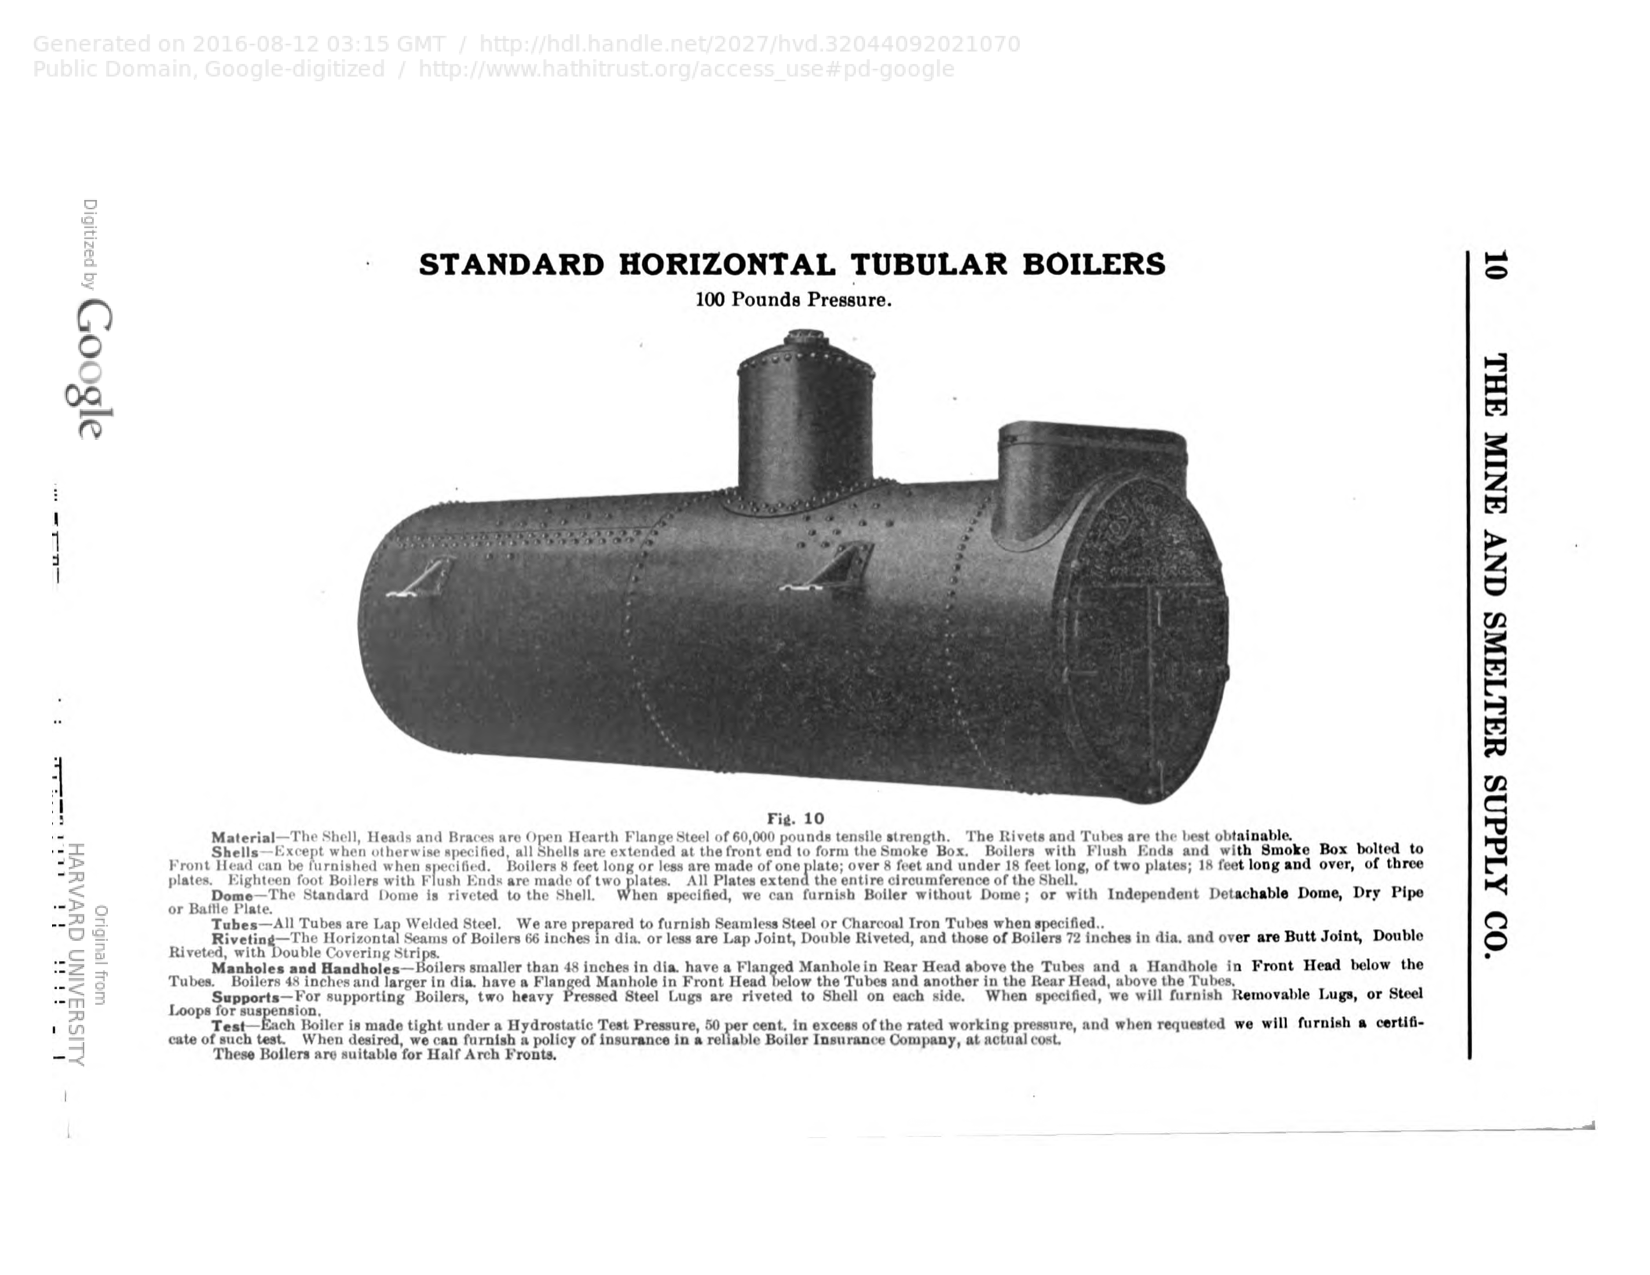 Generated on 2016-08-12 03:15 GMT / http://hdl.handle.net/2027/hvd.32044092021070
Public Domain, Google-digitized / http://www.hathitrust.org/access_use#pd-google
10 THE MINE AND SMELTER SUPPLY CO.
STANDARD HORIZONTAL TUBULAR BOILERS
100 Pounds Pressure.
Fig. 10
Material—The Shell, Heads and Braces are Open Hearth Flange Steel of 60,000 pounds tensile strength. The Rivets and Tubes are the best obtainable.
Shells—Except when otherwise specified, all Shells are extended at the front end to form the Smoke Box. Boilers with Flush Ends and with Smoke Box bolted to
Front Head can be furnished when specified. Boilers 8 feet long or less are made of one plate; over 8 feet and under 18 feet long, of two plates; 18 feet long and over, of three
plates. Eighteen foot Boilers with Flush Ends are made of two plates. All Plates extend the entire circumference of the Shell.
Dome—The Standard Dome is riveted to the Shell. When specified, we can furnish Boiler without Dome; or with Independent Detachable Dome, Dry Pipe
or Baffle Plate.
Tubes—All Tubes are Lap Welded Steel. We are prepared to furnish Seamless Steel or Charcoal Iron Tubes when specified..
Riveting—The Horizontal Seams of Boilers 66 inches in dia. or less are Lap Joint, Double Riveted, and those of Boilers 72 inches in dia. and over are Butt Joint, Double
Riveted, with Double Covering Strips.
Manholes and Handholes—Boilers smaller than 48 inches in dia. have a Flanged Manhole in Rear Head above the Tubes and a Handhole in Front Head below the
Tubes. Boilers 48 inches and larger in dia. have a Flanged Manhole in Front Head below the Tubes and another in the Rear Head, above the Tubes.
Supports—For supporting Boilers, two heavy Pressed Steel Lugs are riveted to Shell on each side. When specified, we will furnish Removable Lugs, or Steel
Loops for suspension.
Test—Each Boiler is made tight under a Hydrostatic Test Pressure, 50 per cent. in excess of the rated working pressure, and when requested we will furnish a certifi-
cate of such test. When desired, we can furnish a policy of insurance in a reliable Boiler Insurance Company, at actual cost.
These Boilers are suitable for Half Arch Fronts.
Digitized by Google
Original from
HARVARD UNIVERSITY